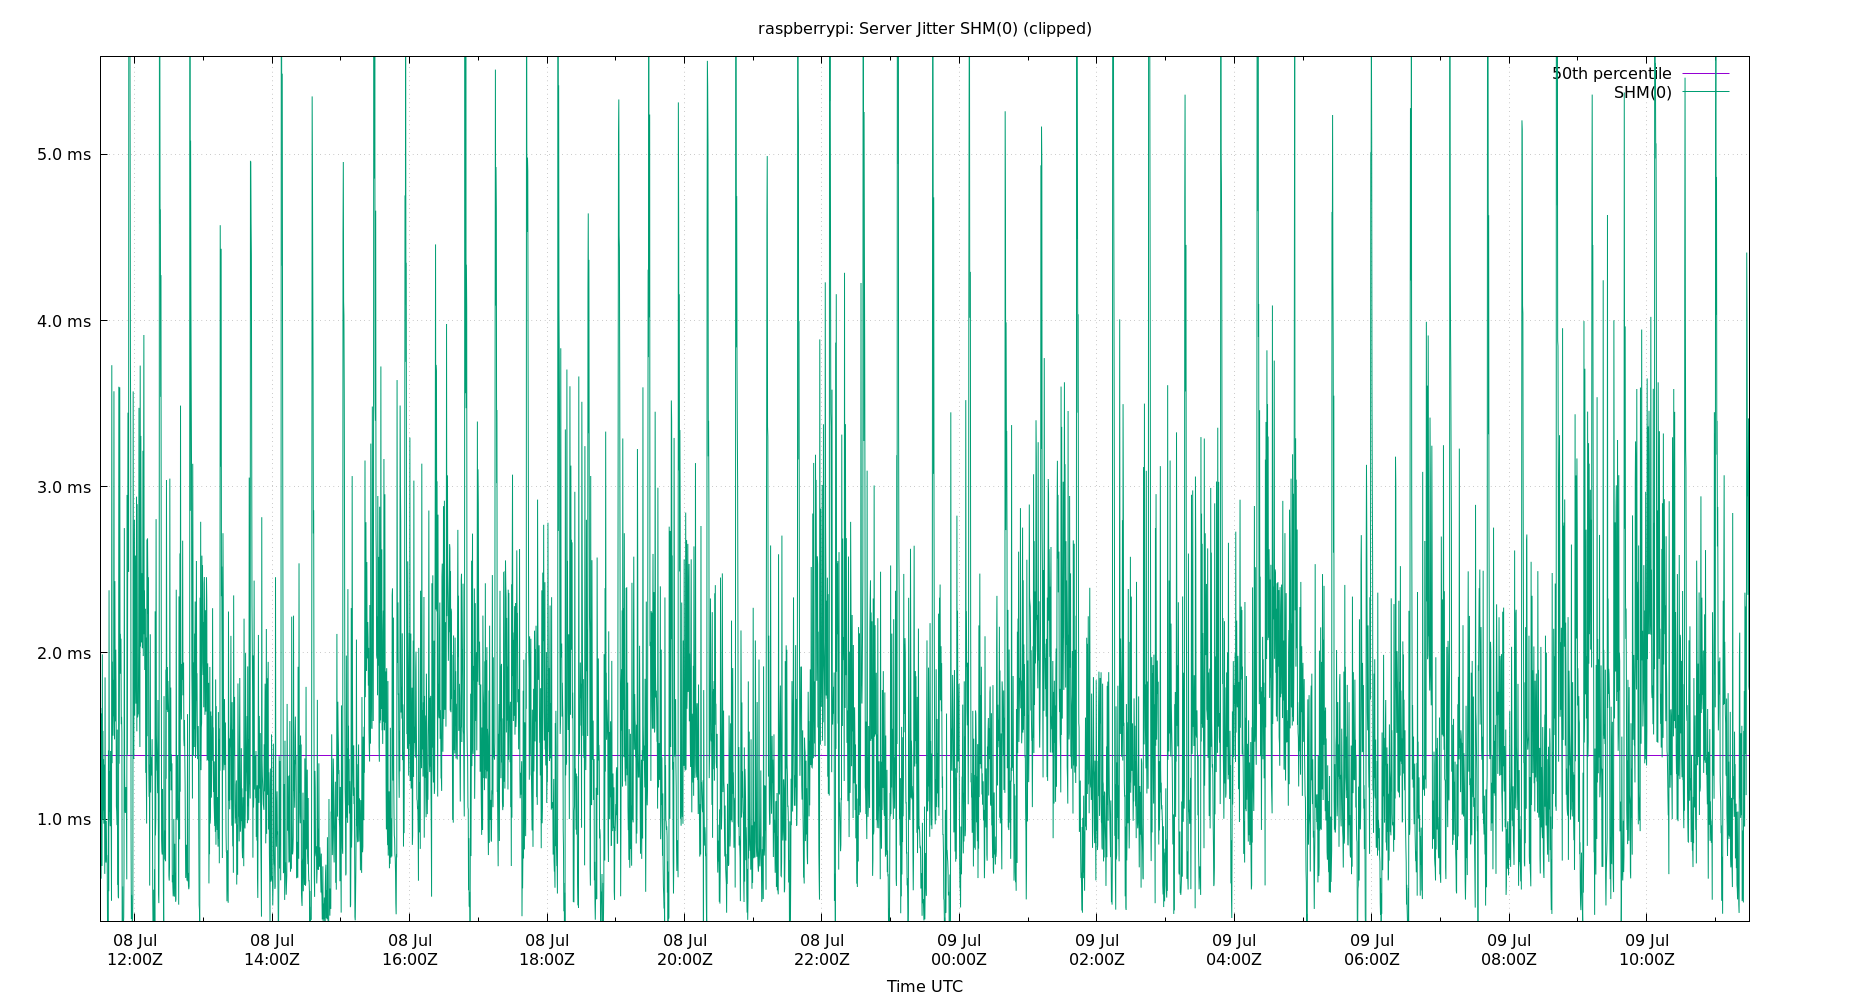 raspberrypi: Server Jitter SHM(0) (clipped)
50th percentile
SHM(0)
5.0 ms
4.0 ms
3.0 ms
2.0 ms
1.0 ms
08 Jul 08 Jul 08 Jul 08 Jul 08 Jul 08 Jul 09 Jul 09 Jul 09 Jul 09 Jul 09 Jul 09 Jul
12:00Z 14:00Z 16:00Z 18:00Z 20:00Z 22:00Z 00:00Z 02:00Z 04:00Z 06:00Z 08:00Z 10:00Z
Time UTC